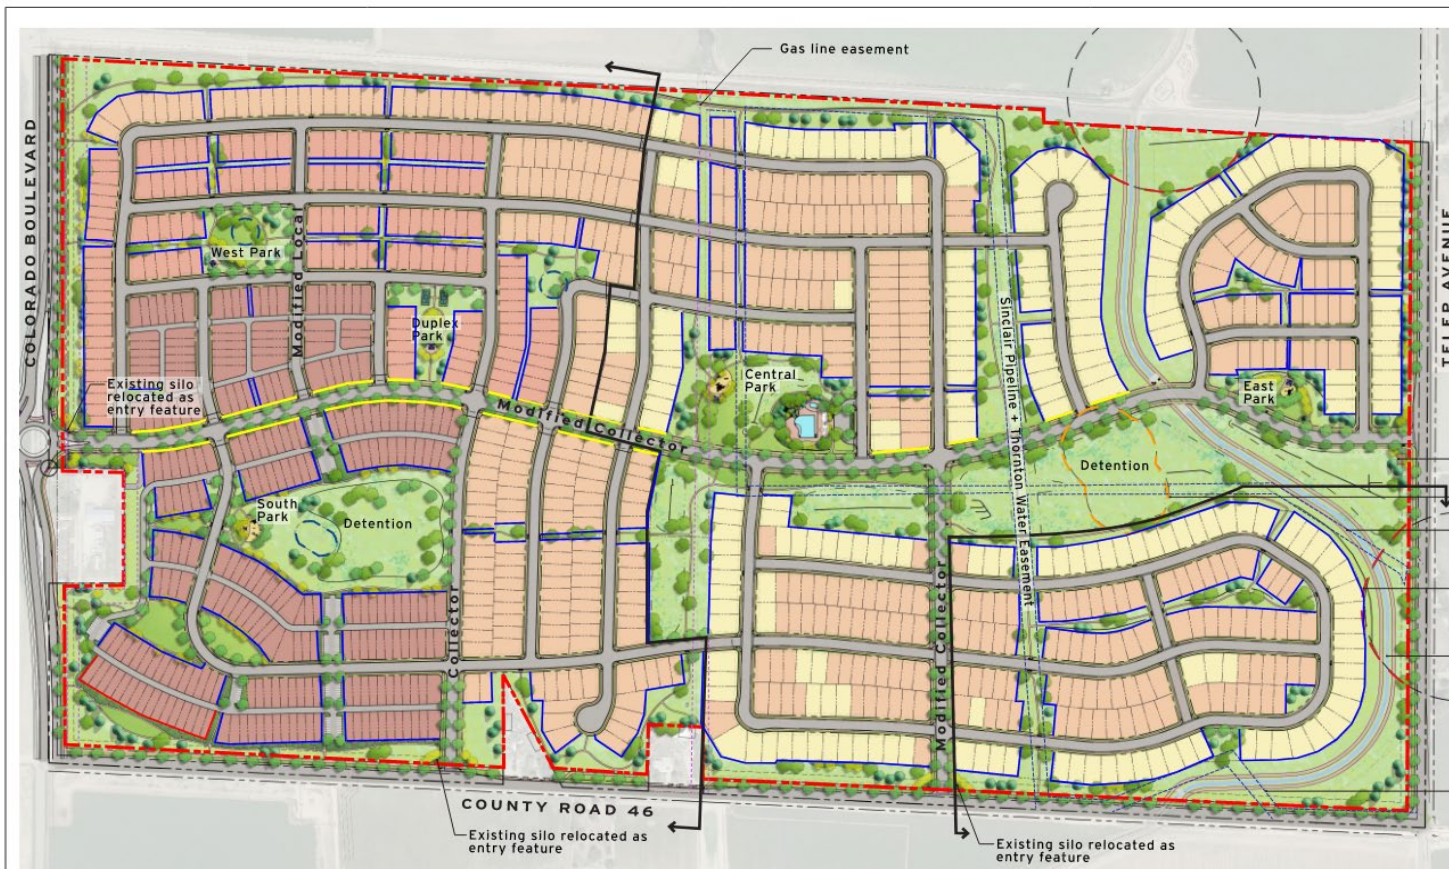 Gas line easement
COLORADO BOULEVARD
Modified Local
West Park
Duplex
Park
Existing silo
relocated as
entry feature
Modified Collector
Central
Park
Sinclair Pipeline + Thornton Water Easement
East
Park
TELEP AVENUE
South
Park
Detention
Detention
Collector
Modified Collector
COUNTY ROAD 46
Existing silo relocated as
entry feature
Existing silo relocated as
entry feature